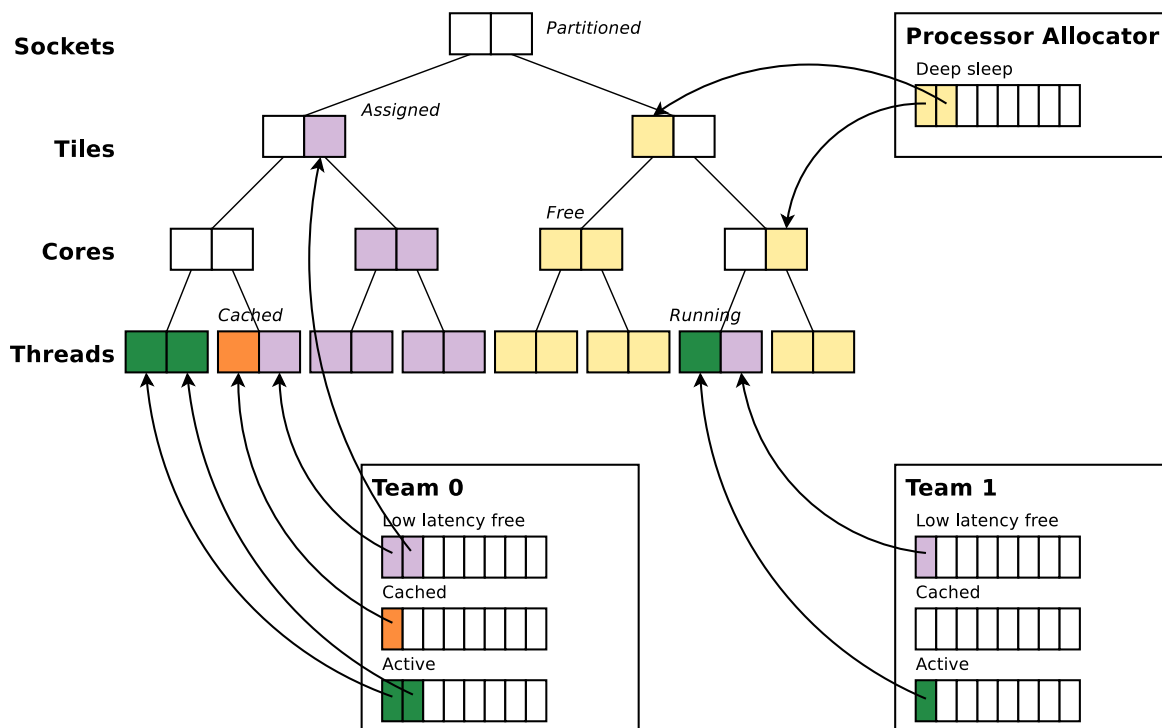 Sockets
Partitioned
Processor Allocator
Deep sleep
Assigned
Tiles
Free
Cores
Cached
Running
Threads
Team 0
Low latency free
Cached
Active
Team 1
Low latency free
Cached
Active